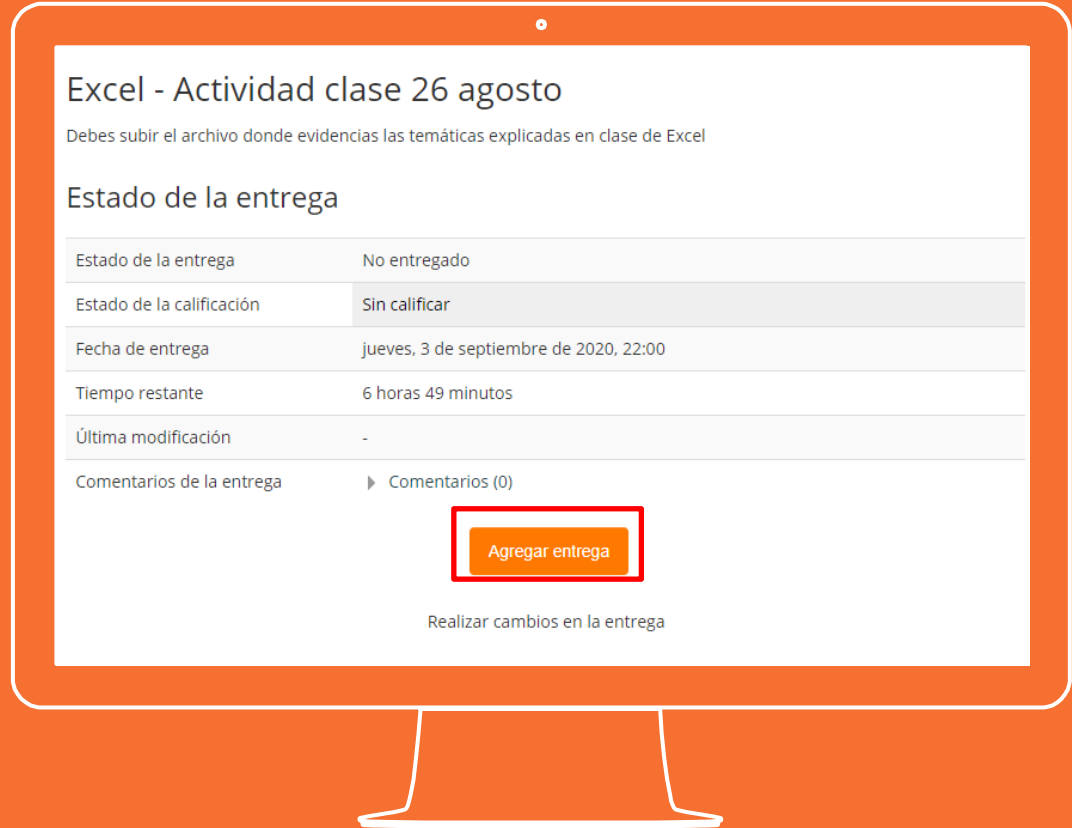 Excel - Actividad clase 26 agosto
Debes subir el archivo donde evidencias las temáticas explicadas en clase de Excel
Estado de la entrega
Estado de la entrega No entregado
Estado de la calificación Sin calificar
Fecha de entrega jueves, 3 de septiembre de 2020, 22:00
Tiempo restante 6 horas 49 minutos
Última modificación -
Comentarios de la entrega Comentarios (0)
Agregar entrega
Realizar cambios en la entrega